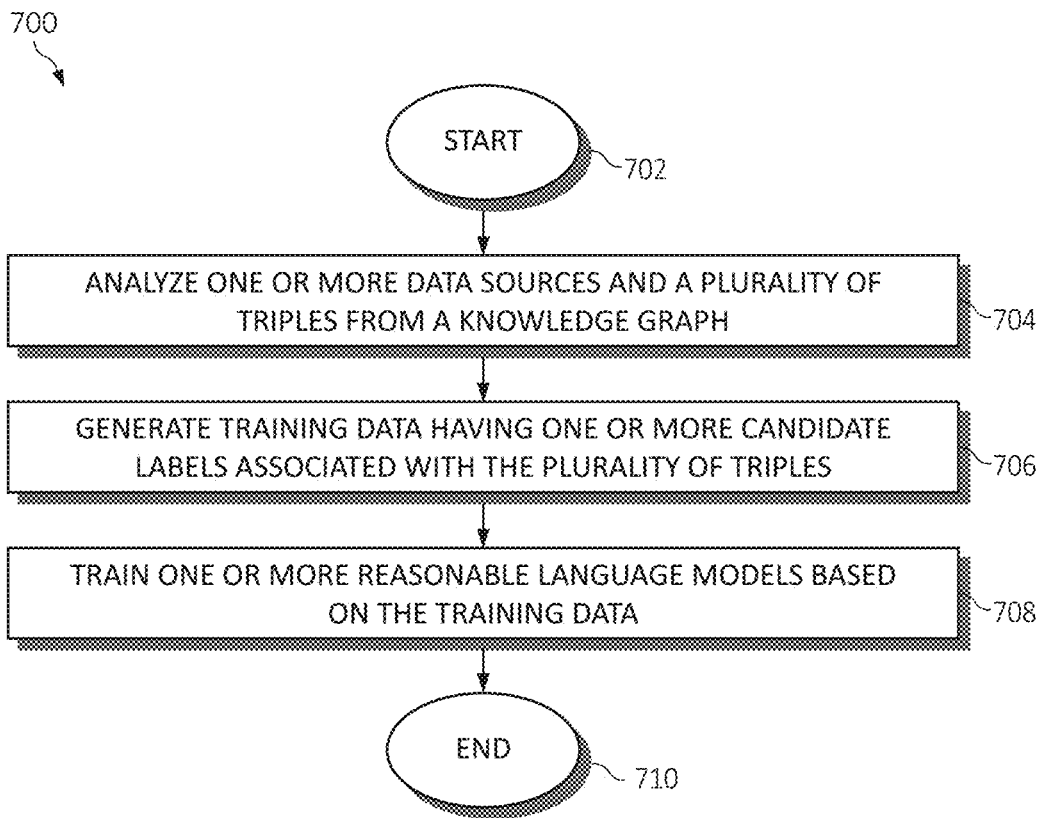 700
START
702
ANALYZE ONE OR MORE DATA SOURCES AND A PLURALITY OF
TRIPLES FROM A KNOWLEDGE GRAPH
704
GENERATE TRAINING DATA HAVING ONE OR MORE CANDIDATE
LABELS ASSOCIATED WITH THE PLURALITY OF TRIPLES
706
TRAIN ONE OR MORE REASONABLE LANGUAGE MODELS BASED
ON THE TRAINING DATA
708
END
710